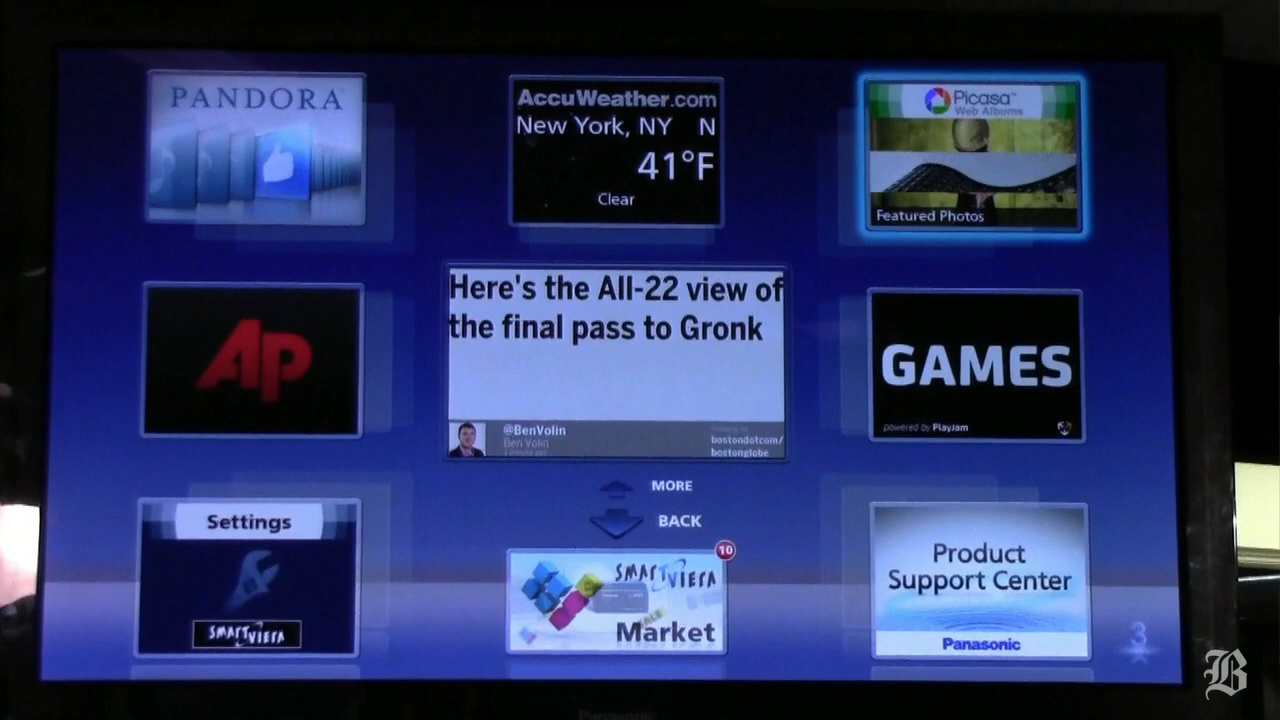 PANDORA
AccuWeather.com
New York, NY N
41°F
Clear
Picasa™
Web Albums
Featured Photos
AP
Here's the All-22 view of
the final pass to Gronk
@BenVolin
Ben Volin
bostondotcom/
bostonglobe
GAMES
powered by PlayJam
MORE
BACK
Settings
SMART VIERA
10
SMART VIERA
Market
Product
Support Center
Panasonic
3
B
Panasonic